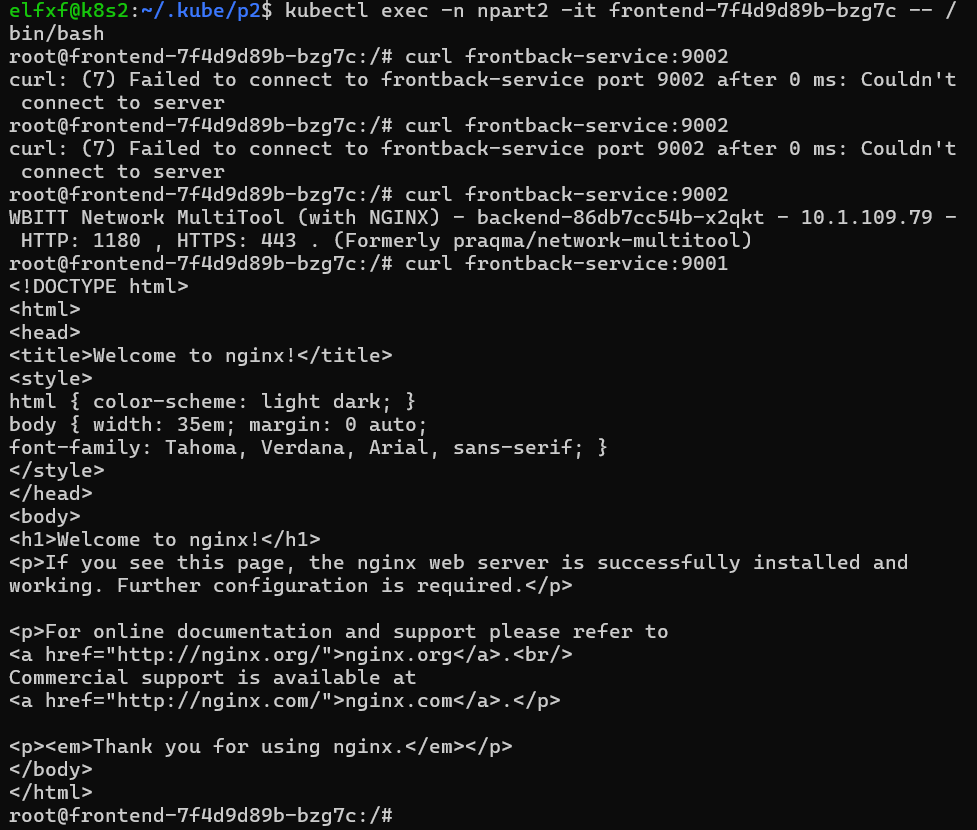 elfxf@k8s2:~/.kube/p2$ kubectl exec -n npart2 -it frontend-7f4d9d89b-bzg7c -- /
bin/bash
root@frontend-7f4d9d89b-bzg7c:/# curl frontback-service:9002
curl: (7) Failed to connect to frontback-service port 9002 after 0 ms: Couldn't
 connect to server
root@frontend-7f4d9d89b-bzg7c:/# curl frontback-service:9002
curl: (7) Failed to connect to frontback-service port 9002 after 0 ms: Couldn't
 connect to server
root@frontend-7f4d9d89b-bzg7c:/# curl frontback-service:9002
WBITT Network MultiTool (with NGINX) - backend-86db7cc54b-x2qkt - 10.1.109.79 -
 HTTP: 1180 , HTTPS: 443 . (Formerly praqma/network-multitool)
root@frontend-7f4d9d89b-bzg7c:/# curl frontback-service:9001
<!DOCTYPE html>
<html>
<head>
<title>Welcome to nginx!</title>
<style>
html { color-scheme: light dark; }
body { width: 35em; margin: 0 auto;
font-family: Tahoma, Verdana, Arial, sans-serif; }
</style>
</head>
<body>
<h1>Welcome to nginx!</h1>
<p>If you see this page, the nginx web server is successfully installed and
working. Further configuration is required.</p>

<p>For online documentation and support please refer to
<a href="http://nginx.org/">nginx.org</a>.<br/>
Commercial support is available at
<a href="http://nginx.com/">nginx.com</a>.</p>

<p><em>Thank you for using nginx.</em></p>
</body>
</html>
root@frontend-7f4d9d89b-bzg7c:/#